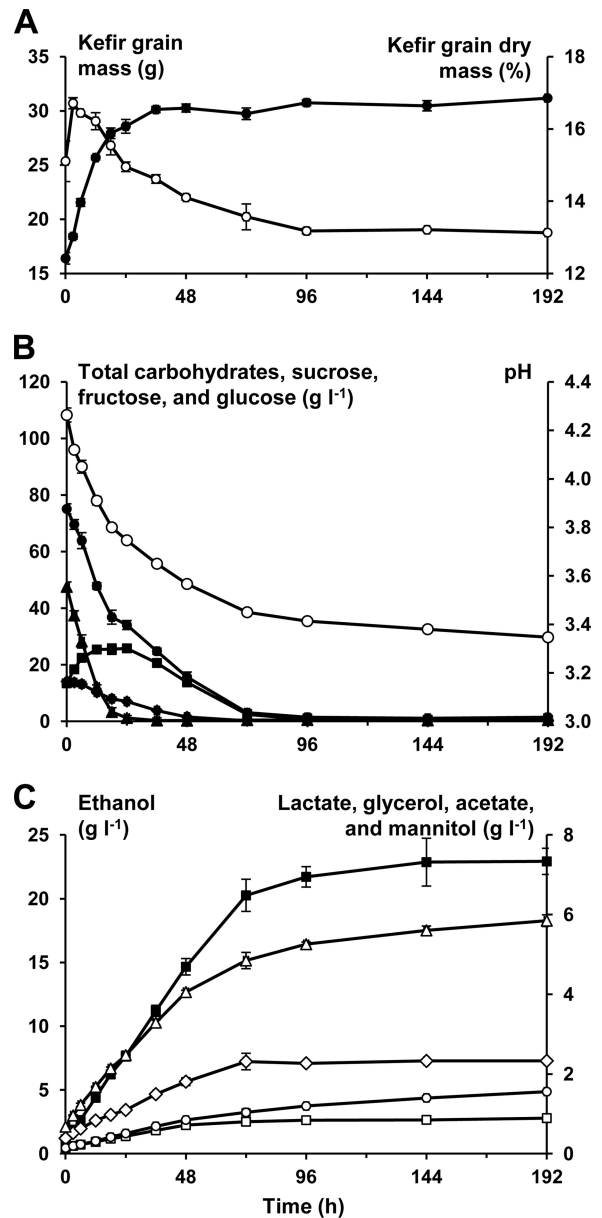 A
Kefir grain
mass (g)
Kefir grain dry
mass (%)
35
30
25
20
15
18
16
14
12
0 48 96 144 192
B
Total carbohydrates, sucrose,
fructose, and glucose (g l-1)
pH
120
100
80
60
40
20
0
4.4
4.2
4.0
3.8
3.6
3.4
3.2
3.0
0 48 96 144 192
C
Ethanol
(g l-1)
Lactate, glycerol, acetate,
and mannitol (g l-1)
25
20
15
10
5
0
8
6
4
2
0
0 48 96 144 192
Time (h)